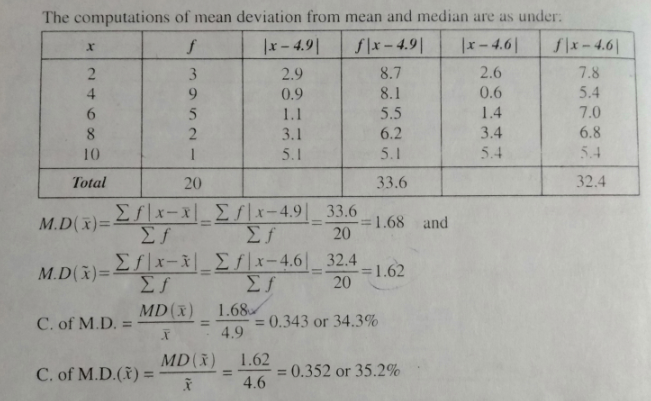 The computations of mean deviation from mean and median are as under:
x f |x – 4.9| f|x – 4.9| |x – 4.6| f|x – 4.6|
2 3 2.9 8.7 2.6 7.8
4 9 0.9 8.1 0.6 5.4
6 5 1.1 5.5 1.4 7.0
8 2 3.1 6.2 3.4 6.8
10 1 5.1 5.1 5.4 5.4
Total 20 33.6 32.4
M.D(x̄)= Σf|x–x̄| / Σf = Σf|x–4.9| / Σf = 33.6 / 20 =1.68 and
M.D(x̃)= Σf|x–x̃| / Σf = Σf|x–4.6| / Σf = 32.4 / 20 =1.62
C. of M.D. = MD(x̄) / x̄ = 1.68 / 4.9 = 0.343 or 34.3%
C. of M.D.(x̃) = MD(x̃) / x̃ = 1.62 / 4.6 = 0.352 or 35.2%